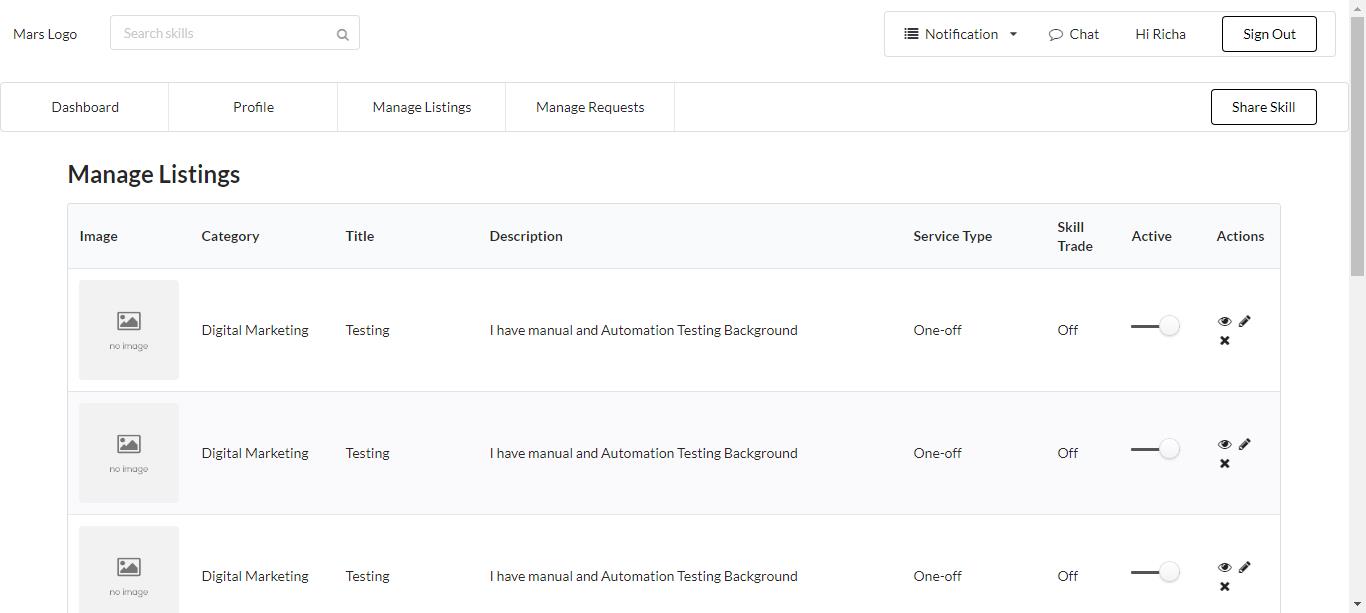 Mars Logo
Search skills
Notification
Chat
Hi Richa
Sign Out
Dashboard
Profile
Manage Listings
Manage Requests
Share Skill
Manage Listings
Image Category Title Description Service Type Skill Trade Active Actions
no image
Digital Marketing Testing I have manual and Automation Testing Background One-off Off
no image
Digital Marketing Testing I have manual and Automation Testing Background One-off Off
no image
Digital Marketing Testing I have manual and Automation Testing Background One-off Off